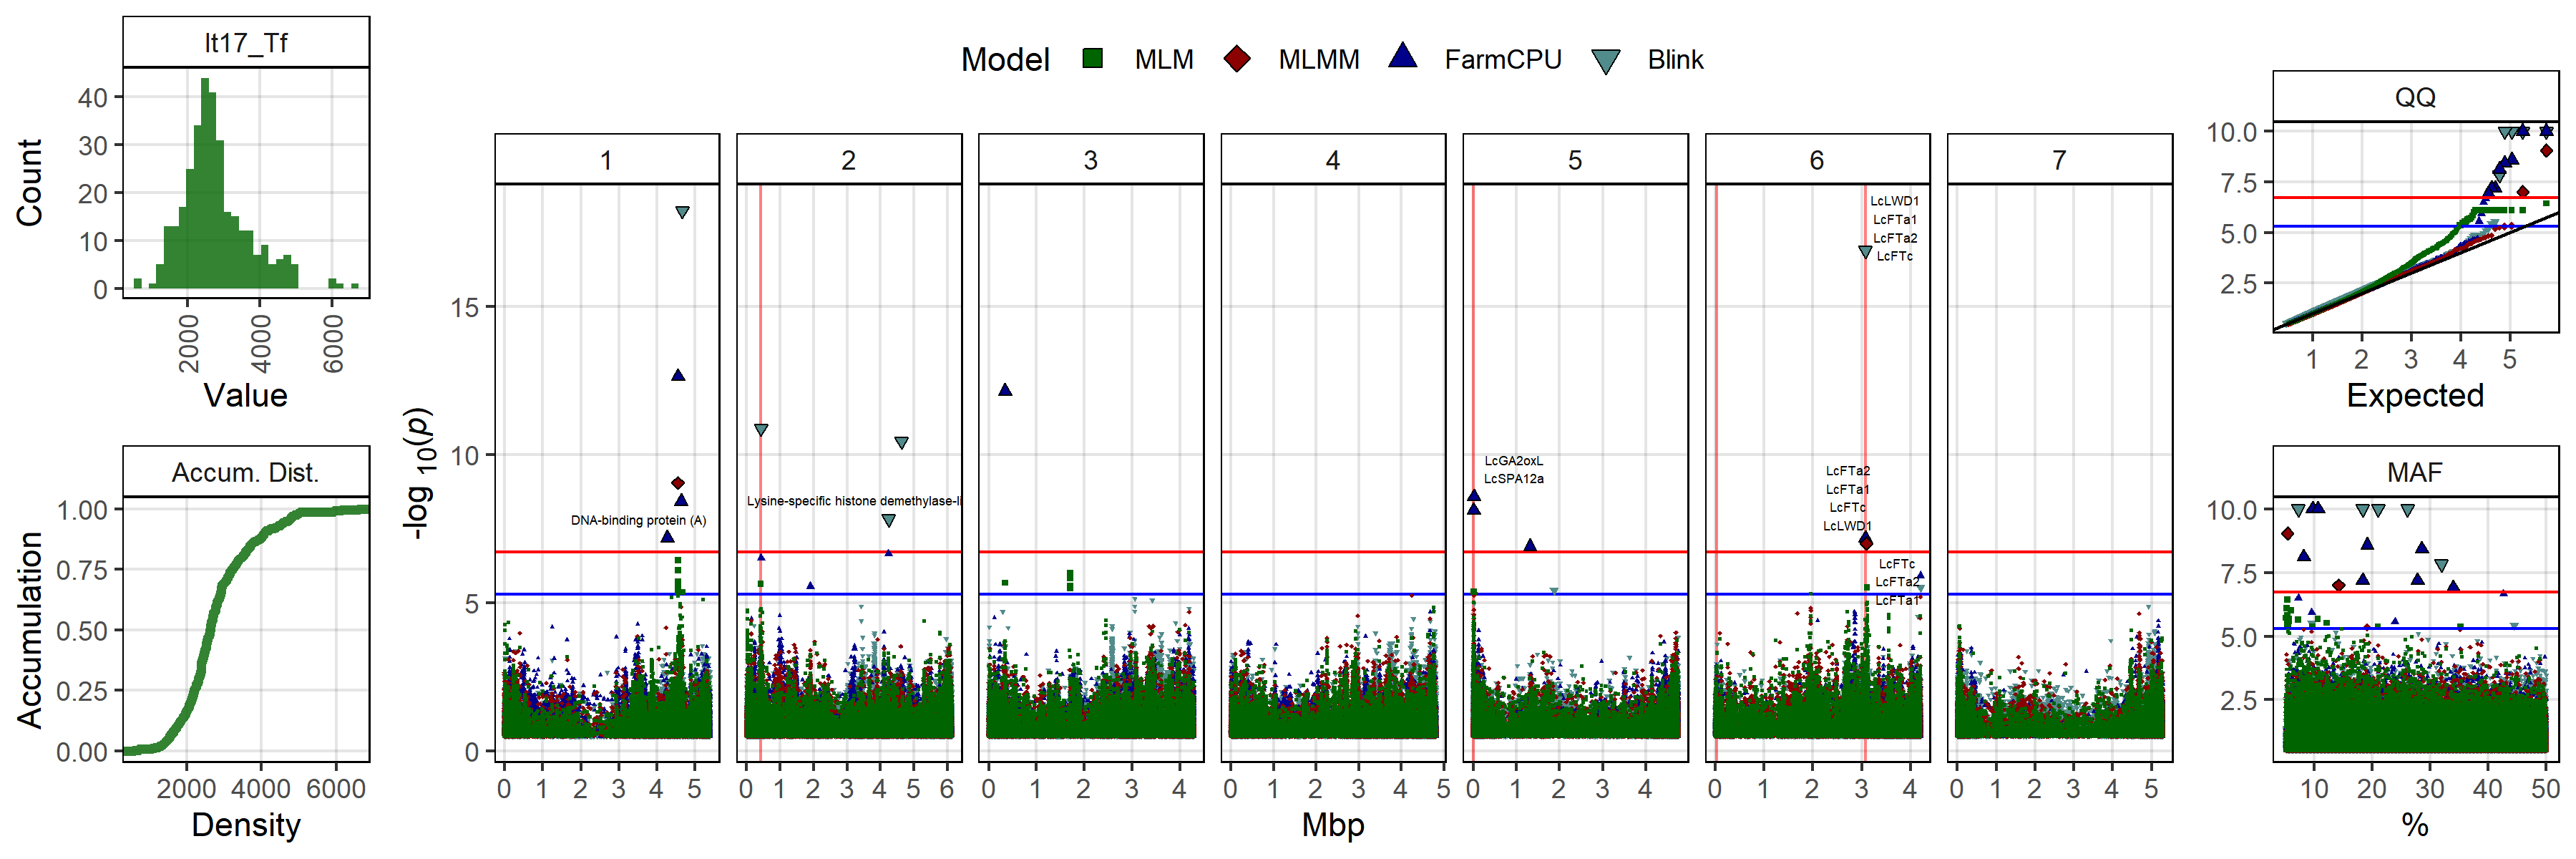 lt17_Tf
Count
40
30
20
10
0
2000
4000
6000
Value
Accum. Dist.
Accumulation
1.00
0.75
0.50
0.25
0.00
2000 4000 6000
Density
Model MLM MLMM FarmCPU Blink
-log 10(p)
15
10
5
0
1 2 3 4 5 6 7
DNA-binding protein (A)
Lysine-specific histone demethylase-li
LcGA2oxL
LcSPA12a
LcLWD1
LcFTa1
LcFTa2
LcFTc
LcFTa2
LcFTa1
LcFTc
LcLWD1
LcFTc
LcFTa2
LcFTa1
0 1 2 3 4 5
0 1 2 3 4 5 6
0 1 2 3 4
0 1 2 3 4 5
0 1 2 3 4
0 1 2 3 4
0 1 2 3 4 5
Mbp
QQ
10.0
7.5
5.0
2.5
1 2 3 4 5
Expected
MAF
10.0
7.5
5.0
2.5
10 20 30 40 50
%